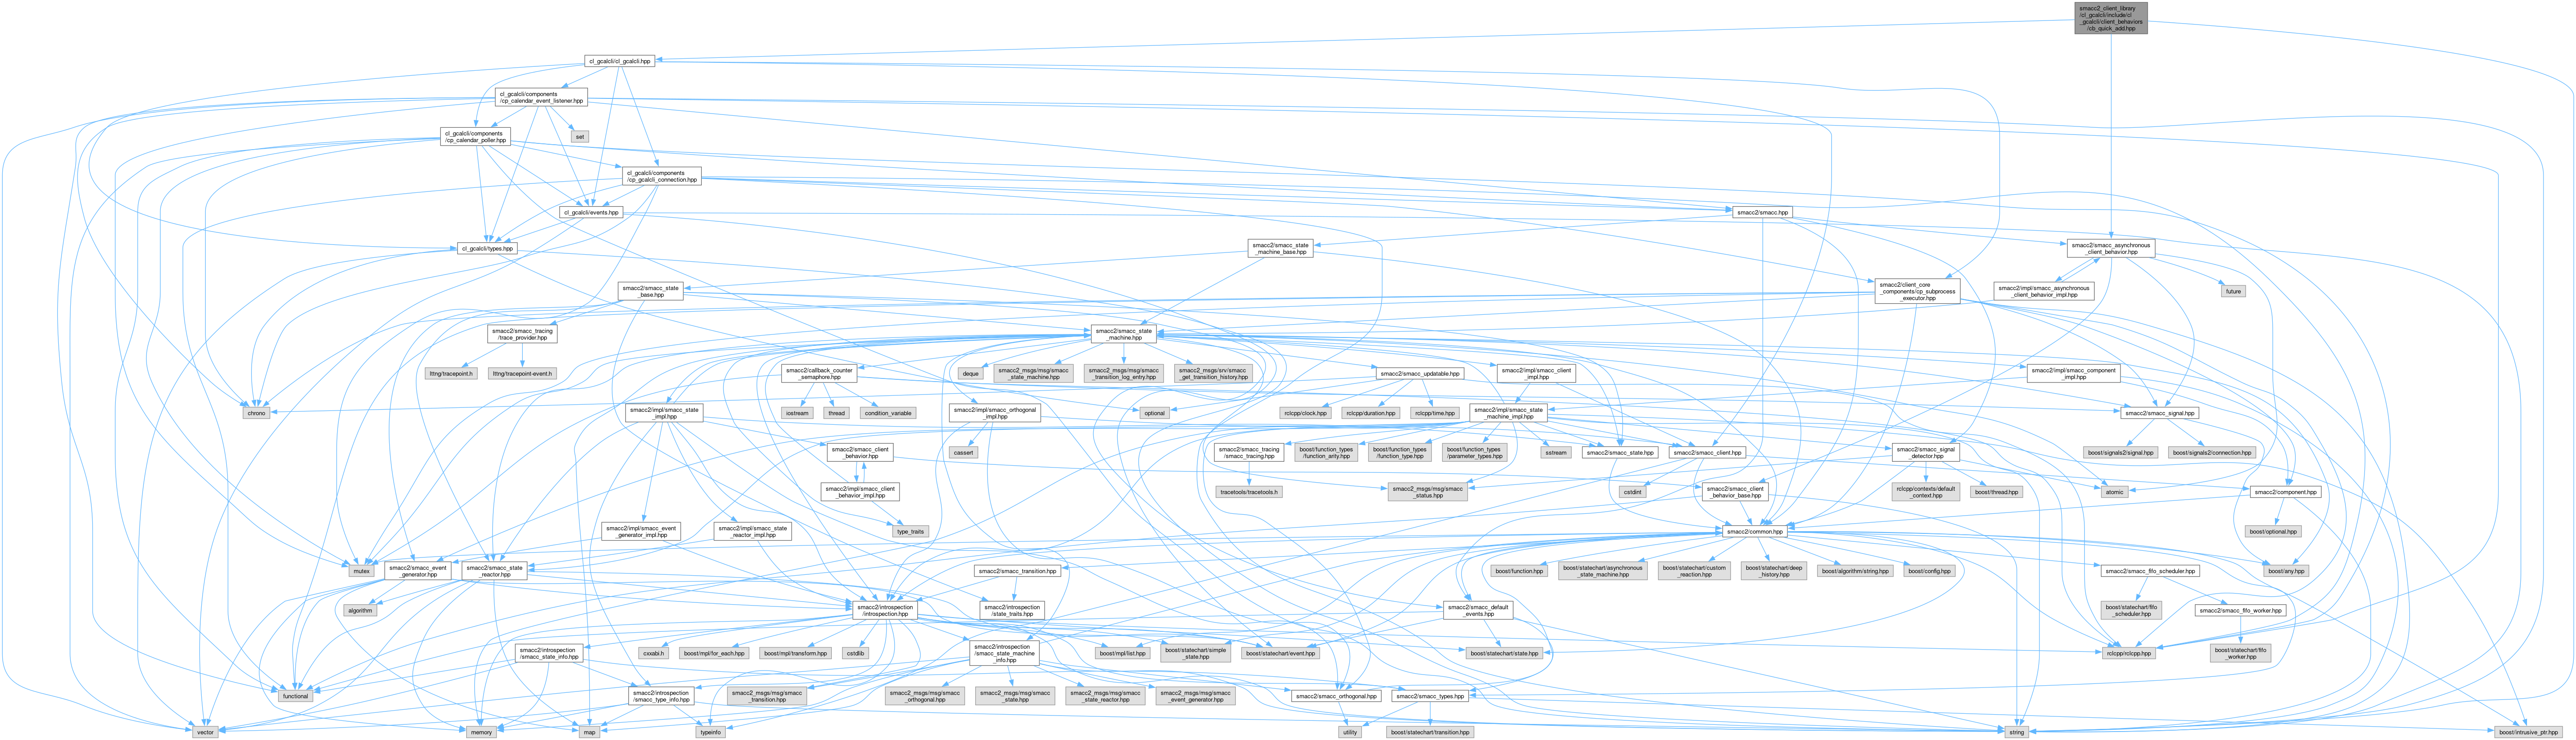 smacc2_client_library
/cl_gcalcli/include/cl
_gcalcli/client_behaviors
/cb_quick_add.hpp
cl_gcalcli/cl_gcalcli.hpp
cl_gcalcli/components
/cp_calendar_event_listener.hpp
set
cl_gcalcli/components
/cp_calendar_poller.hpp
cl_gcalcli/components
/cp_gcalcli_connection.hpp
cl_gcalcli/events.hpp
smacc2/smacc.hpp
cl_gcalcli/types.hpp
smacc2/smacc_state
_machine_base.hpp
smacc2/smacc_asynchronous
_client_behavior.hpp
smacc2/smacc_state
_base.hpp
smacc2/client_core
_components/cp_subprocess
_executor.hpp
smacc2/impl/smacc_asynchronous
_client_behavior_impl.hpp
future
smacc2/smacc_tracing
/trace_provider.hpp
smacc2/smacc_state
_machine.hpp
lttng/tracepoint.h
lttng/tracepoint-event.h
smacc2/callback_counter
_semaphore.hpp
deque
smacc2_msgs/msg/smacc
_state_machine.hpp
smacc2_msgs/msg/smacc
_transition_log_entry.hpp
smacc2_msgs/srv/smacc
_get_transition_history.hpp
smacc2/smacc_updatable.hpp
smacc2/impl/smacc_client
_impl.hpp
smacc2/impl/smacc_component
_impl.hpp
chrono
smacc2/impl/smacc_state
_impl.hpp
iostream
thread
condition_variable
smacc2/impl/smacc_orthogonal
_impl.hpp
optional
rclcpp/clock.hpp
rclcpp/duration.hpp
rclcpp/time.hpp
smacc2/impl/smacc_state
_machine_impl.hpp
smacc2/smacc_signal.hpp
smacc2/smacc_client
_behavior.hpp
cassert
smacc2/smacc_tracing
/smacc_tracing.hpp
boost/function_types
/function_arity.hpp
boost/function_types
/function_type.hpp
boost/function_types
/parameter_types.hpp
sstream
smacc2/smacc_state.hpp
smacc2/smacc_client.hpp
smacc2/smacc_signal
_detector.hpp
boost/signals2/signal.hpp
boost/signals2/connection.hpp
smacc2/impl/smacc_client
_behavior_impl.hpp
tracetools/tracetools.h
smacc2_msgs/msg/smacc
_status.hpp
cstdint
smacc2/smacc_client
_behavior_base.hpp
rclcpp/contexts/default
_context.hpp
boost/thread.hpp
atomic
smacc2/component.hpp
smacc2/impl/smacc_event
_generator_impl.hpp
smacc2/impl/smacc_state
_reactor_impl.hpp
type_traits
smacc2/common.hpp
boost/optional.hpp
mutex
smacc2/smacc_event
_generator.hpp
smacc2/smacc_state
_reactor.hpp
smacc2/smacc_transition.hpp
boost/function.hpp
boost/statechart/asynchronous
_state_machine.hpp
boost/statechart/custom
_reaction.hpp
boost/statechart/deep
_history.hpp
boost/algorithm/string.hpp
boost/config.hpp
smacc2/smacc_fifo_scheduler.hpp
boost/any.hpp
algorithm
smacc2/introspection
/introspection.hpp
smacc2/introspection
/state_traits.hpp
smacc2/smacc_default
_events.hpp
boost/statechart/fifo
_scheduler.hpp
smacc2/smacc_fifo_worker.hpp
smacc2/introspection
/smacc_state_info.hpp
cxxabi.h
boost/mpl/for_each.hpp
boost/mpl/transform.hpp
cstdlib
smacc2/introspection
/smacc_state_machine
_info.hpp
boost/mpl/list.hpp
boost/statechart/simple
_state.hpp
boost/statechart/event.hpp
boost/statechart/state.hpp
rclcpp/rclcpp.hpp
boost/statechart/fifo
_worker.hpp
functional
smacc2/introspection
/smacc_type_info.hpp
smacc2_msgs/msg/smacc
_transition.hpp
smacc2_msgs/msg/smacc
_orthogonal.hpp
smacc2_msgs/msg/smacc
_state.hpp
smacc2_msgs/msg/smacc
_state_reactor.hpp
smacc2_msgs/msg/smacc
_event_generator.hpp
smacc2/smacc_orthogonal.hpp
smacc2/smacc_types.hpp
vector
memory
map
typeinfo
utility
boost/statechart/transition.hpp
string
boost/intrusive_ptr.hpp